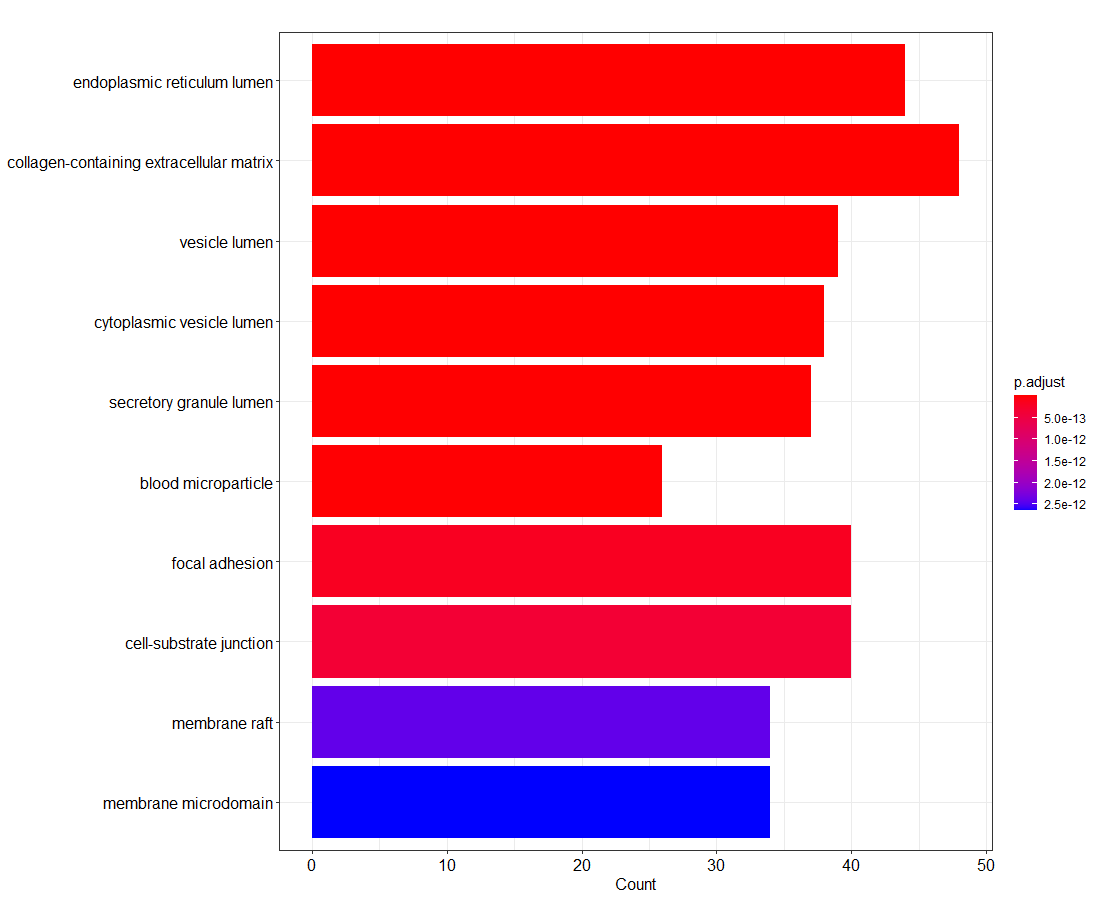 endoplasmic reticulum lumen
collagen-containing extracellular matrix
vesicle lumen
cytoplasmic vesicle lumen
secretory granule lumen
blood microparticle
focal adhesion
cell-substrate junction
membrane raft
membrane microdomain
0 10 20 30 40 50
Count
p.adjust
5.0e-13
1.0e-12
1.5e-12
2.0e-12
2.5e-12